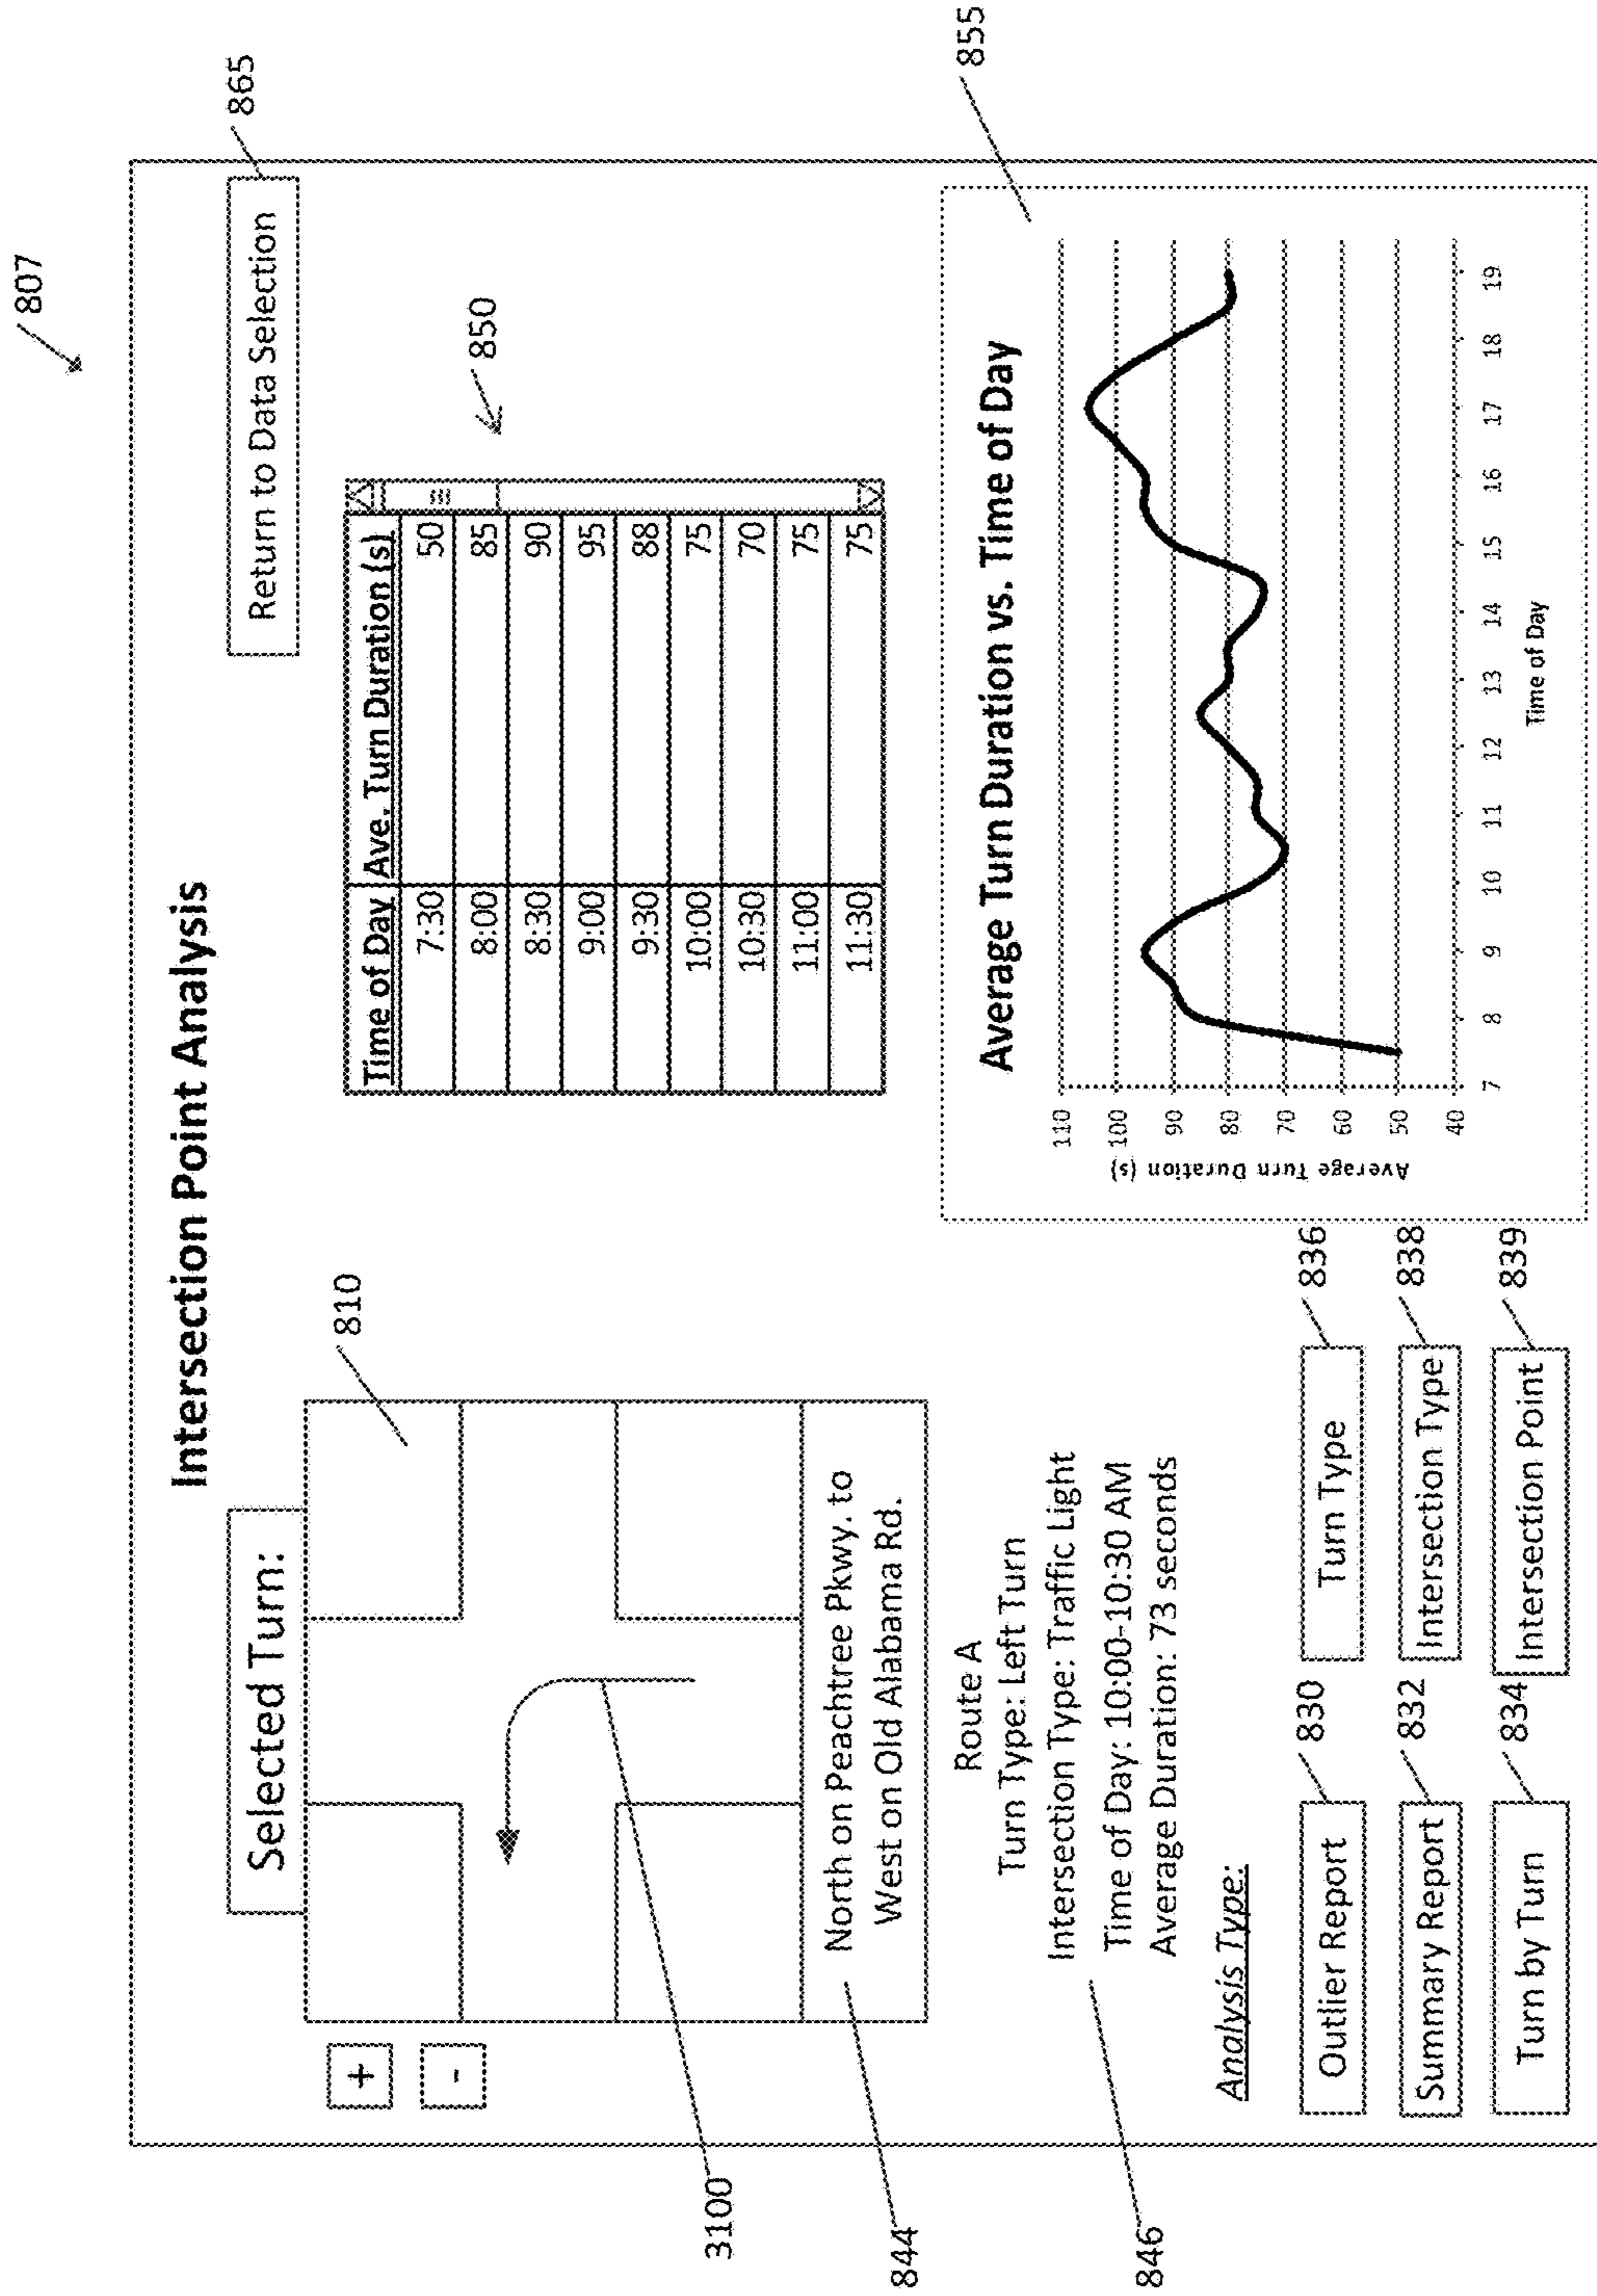 807
Intersection Point Analysis
Return to Data Selection
865
Selected Turn:
+
-
810
3100
North on Peachtree Pkwy. to
West on Old Alabama Rd.
844
Route A
Turn Type: Left Turn
Intersection Type: Traffic Light
Time of Day: 10:00-10:30 AM
Average Duration: 73 seconds
846
Analysis Type:
Outlier Report
830
Turn Type
836
Summary Report
832
Intersection Type
838
Turn by Turn
834
Intersection Point
839
850
Time of Day Ave. Turn Duration (s)
7:30 50
8:00 85
8:30 90
9:00 95
9:30 88
10:00 75
10:30 70
11:00 75
11:30 75
855
Average Turn Duration vs. Time of Day
Average Turn Duration (s)
110
100
90
80
70
60
50
40
7 8 9 10 11 12 13 14 15 16 17 18 19
Time of Day